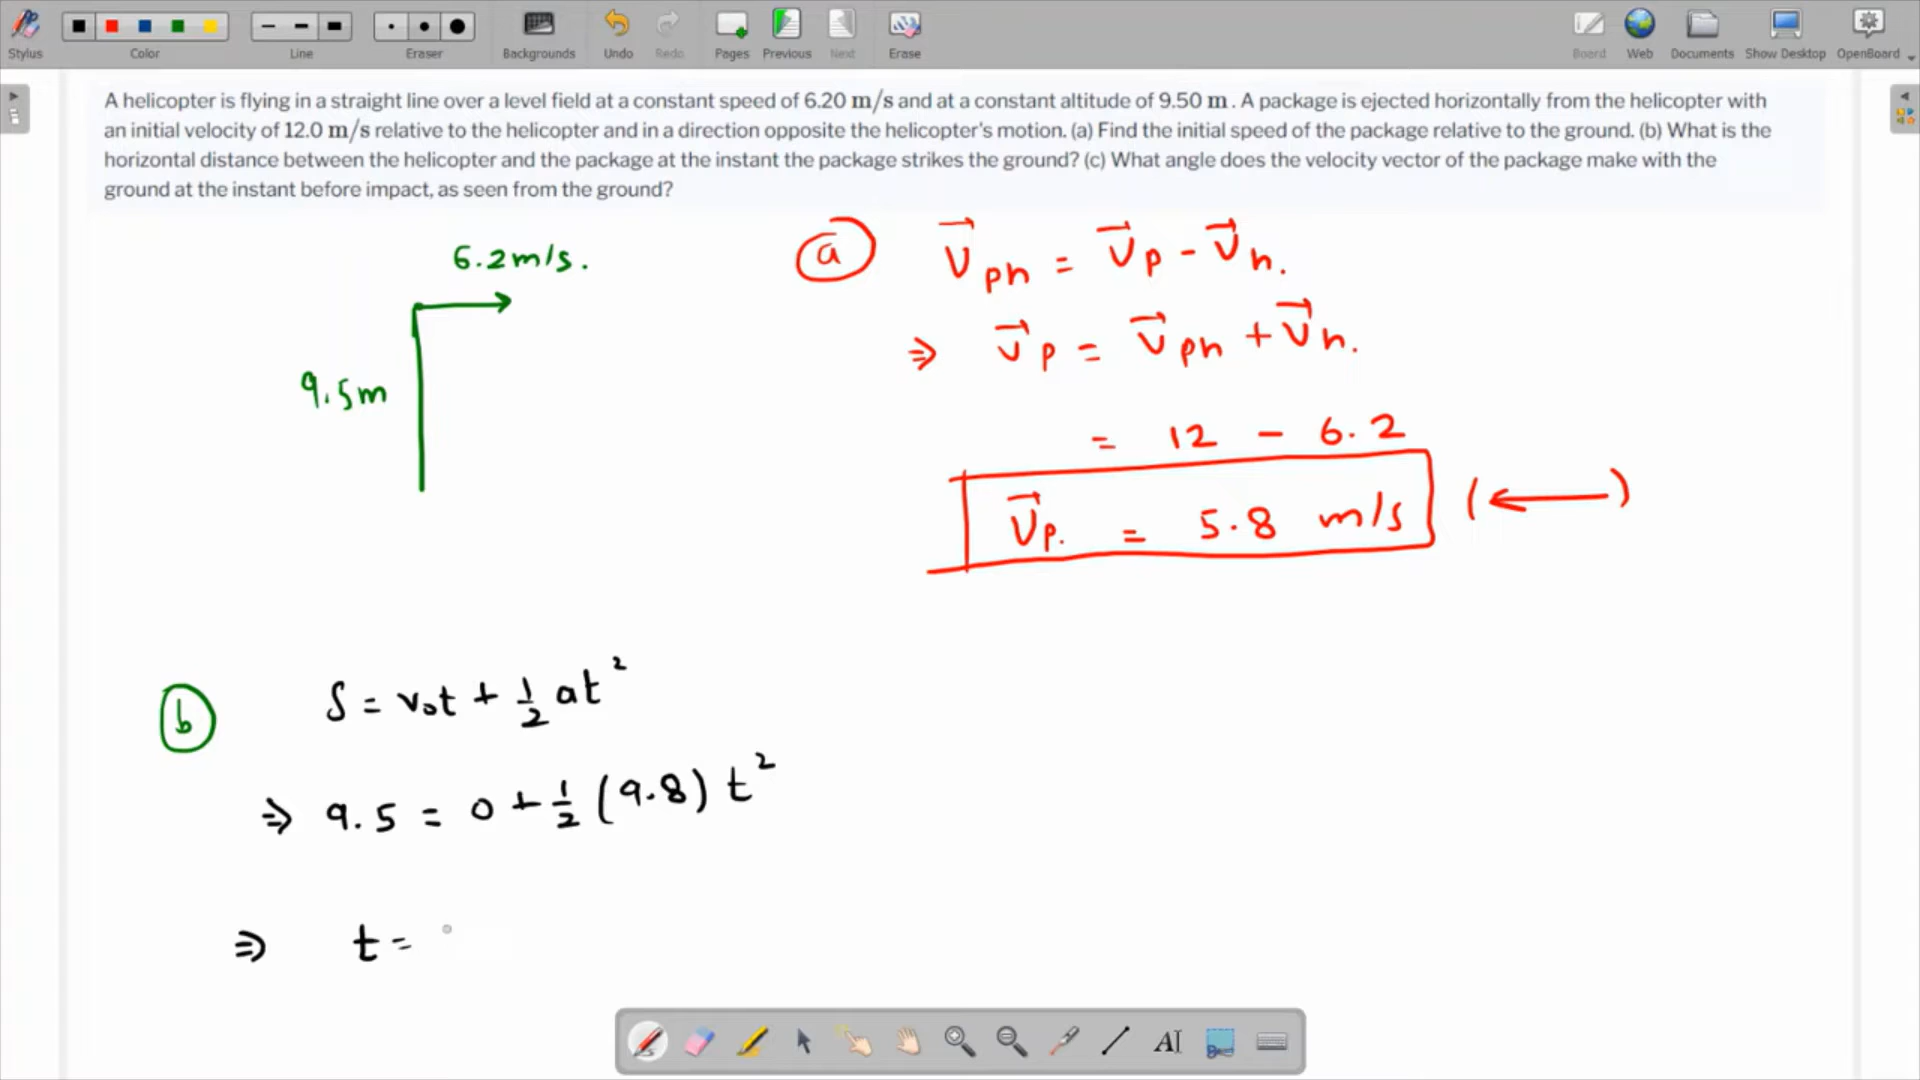 Stylus
Color
Line
Eraser
Backgrounds
Undo
Redo
Pages
Previous
Next
Erase
Board
Web
Documents
Show Desktop
OpenBoard
A helicopter is flying in a straight line over a level field at a constant speed of 6.20 m/s and at a constant altitude of 9.50 m. A package is ejected horizontally from the helicopter with
an initial velocity of 12.0 m/s relative to the helicopter and in a direction opposite the helicopter's motion. (a) Find the initial speed of the package relative to the ground. (b) What is the
horizontal distance between the helicopter and the package at the instant the package strikes the ground? (c) What angle does the velocity vector of the package make with the
ground at the instant before impact, as seen from the ground?
6.2 m/s.
9.5m
(a) v⃗ph = v⃗p - v⃗h.
⇒ v⃗p = v⃗ph + v⃗h.
= 12 - 6.2
v⃗p. = 5.8 m/s (←)
(b) S = v₀t + 1/2 at²
⇒ 9.5 = 0 + 1/2 (9.8) t²
⇒ t =
AI